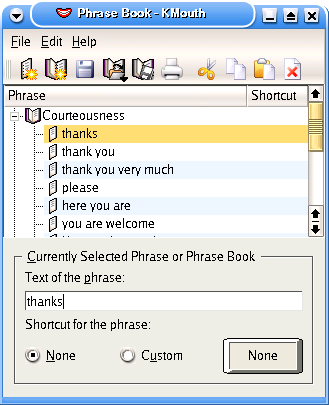 Phrase Book - KMouth
File Edit Help
Phrase Shortcut
Courteousness
thanks
thank you
thank you very much
please
here you are
you are welcome
Currently Selected Phrase or Phrase Book
Text of the phrase:
thanks
Shortcut for the phrase:
None Custom None